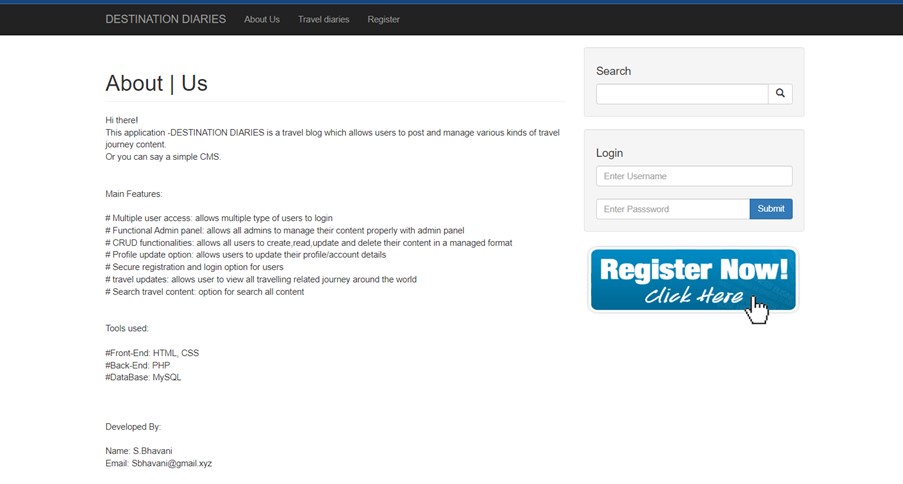 DESTINATION DIARIES About Us Travel diaries Register
About | Us
Hi there!
This application -DESTINATION DIARIES is a travel blog which allows users to post and manage various kinds of travel
journey content.
Or you can say a simple CMS.
Main Features:
# Multiple user access: allows multiple type of users to login
# Functional Admin panel: allows all admins to manage their content properly with admin panel
# CRUD functionalities: allows all users to create,read,update and delete their content in a managed format
# Profile update option: allows users to update their profile/account details
# Secure registration and login option for users
# travel updates: allows user to view all travelling related journey around the world
# Search travel content: option for search all content
Tools used:
#Front-End: HTML, CSS
#Back-End: PHP
#DataBase: MySQL
Developed By:
Name: S.Bhavani
Email: Sbhavani@gmail.xyz
Search
Login
Enter Username
Enter Passsword Submit
Register Now!
Click Here